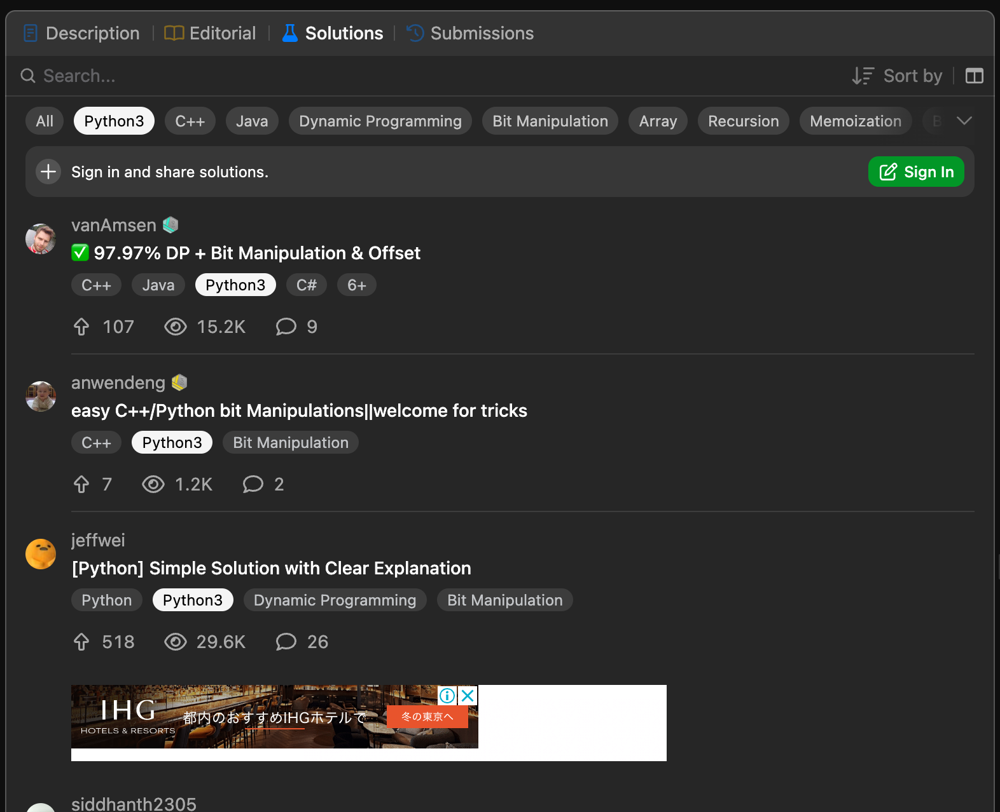 Description
Editorial
Solutions
Submissions
Search...
Sort by
All
Python3
C++
Java
Dynamic Programming
Bit Manipulation
Array
Recursion
Memoization
B
Sign in and share solutions.
Sign In
vanAmsen
✅ 97.97% DP + Bit Manipulation & Offset
C++
Java
Python3
C#
6+
107
15.2K
9
anwendeng
easy C++/Python bit Manipulations||welcome for tricks
C++
Python3
Bit Manipulation
7
1.2K
2
jeffwei
[Python] Simple Solution with Clear Explanation
Python
Python3
Dynamic Programming
Bit Manipulation
518
29.6K
26
IHG
HOTELS & RESORTS
都内のおすすめIHGホテルで
冬の東京へ
siddhanth2305